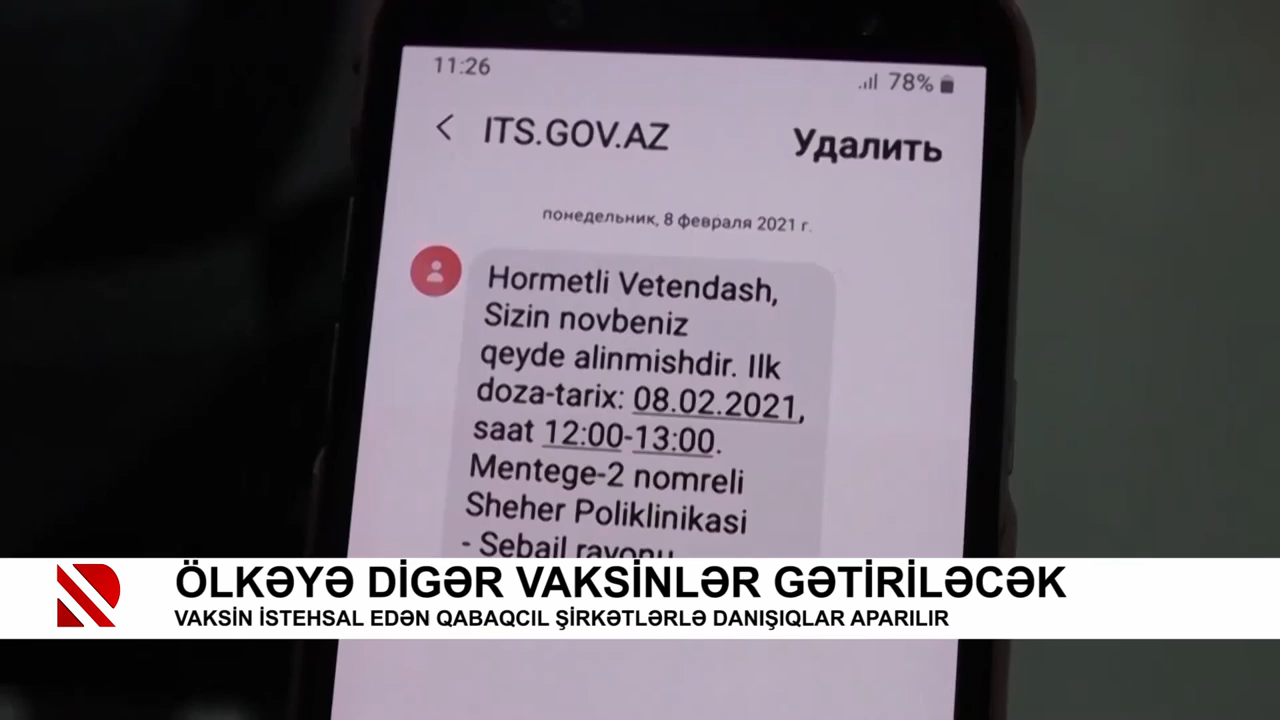 11:26
78%
ITS.GOV.AZ
Удалить
понедельник, 8 февраля 2021 г.
Hormetli Vetendash,
Sizin novbeniz
qeyde alinmishdir. Ilk
doza-tarix: 08.02.2021,
saat 12:00-13:00.
Mentege-2 nomreli
Sheher Poliklinikasi
- Sebail rayonu
ÖLKƏYƏ DİGƏR VAKSİNLƏR GƏTİRİLƏCƏK
VAKSİN İSTEHSAL EDƏN QABAQCIL ŞİRKƏTLƏRLƏ DANIŞIQLAR APARILIR